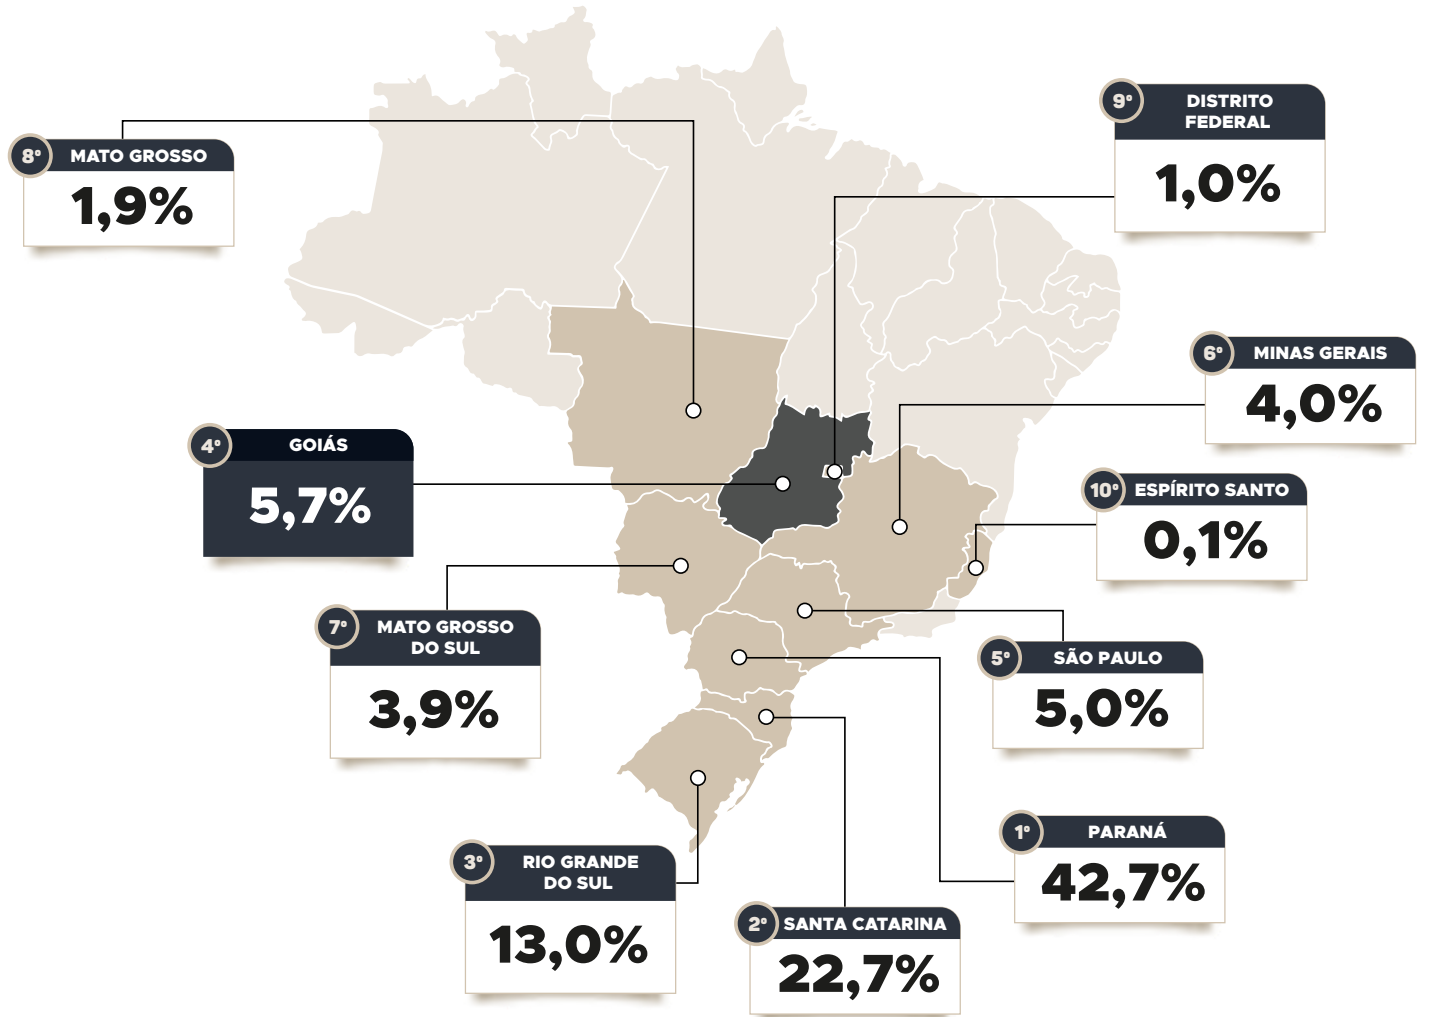 9º
DISTRITO
FEDERAL
1,0%
8º
MATO GROSSO
1,9%
6º
MINAS GERAIS
4,0%
4º
GOIÁS
5,7%
10º
ESPÍRITO SANTO
0,1%
7º
MATO GROSSO
DO SUL
3,9%
5º
SÃO PAULO
5,0%
1º
PARANÁ
42,7%
3º
RIO GRANDE
DO SUL
13,0%
2º
SANTA CATARINA
22,7%